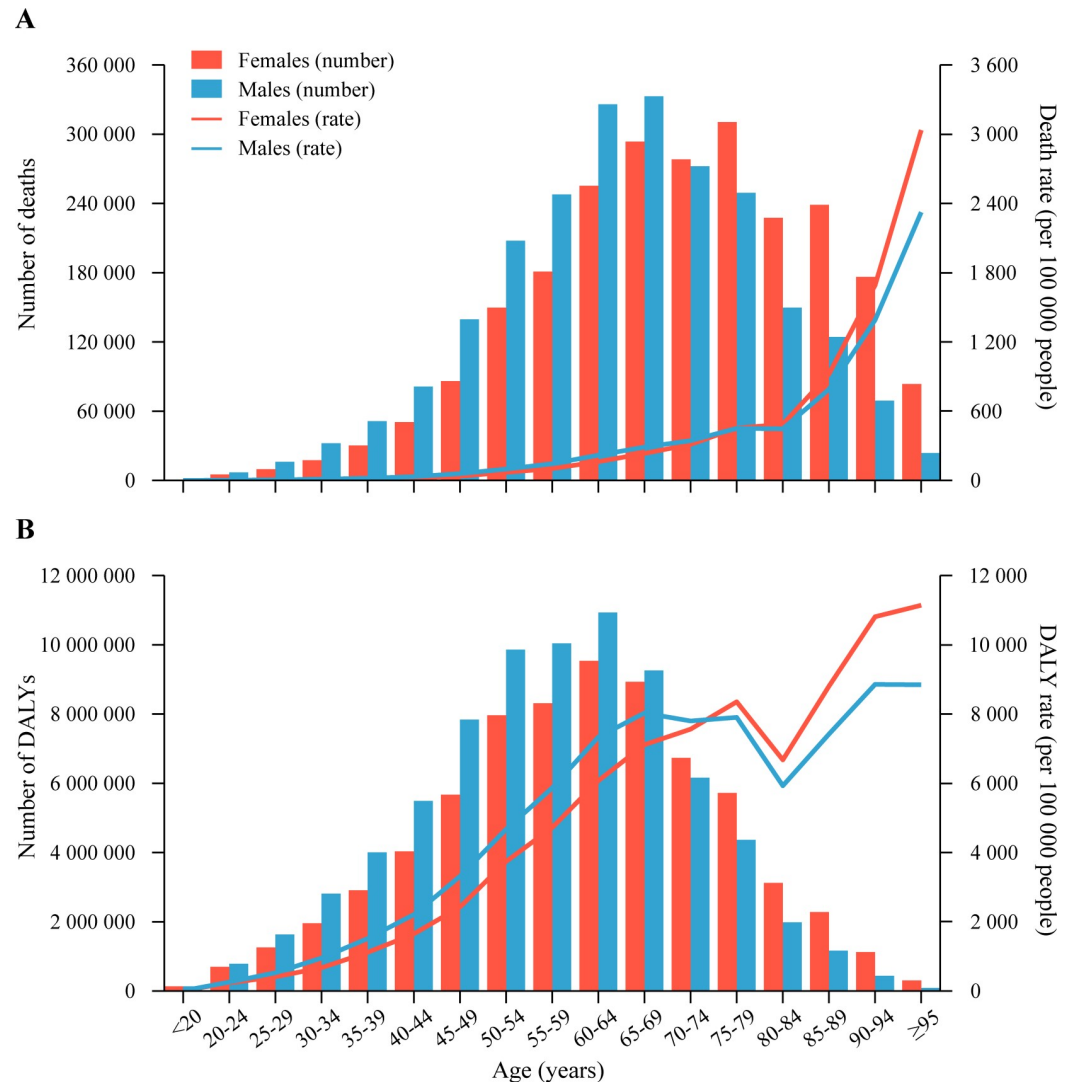 A
Females (number)
Males (number)
Females (rate)
Males (rate)
Number of deaths
360 000
300 000
240 000
180 000
120 000
60 000
0
3 600
3 000
2 400
1 800
1 200
600
0
Death rate (per 100 000 people)
B
Number of DALYs
12 000 000
10 000 000
8 000 000
6 000 000
4 000 000
2 000 000
0
12 000
10 000
8 000
6 000
4 000
2 000
0
DALY rate (per 100 000 people)
<20 20-24 25-29 30-34 35-39 40-44 45-49 50-54 55-59 60-64 65-69 70-74 75-79 80-84 85-89 90-94 ≥95
Age (years)